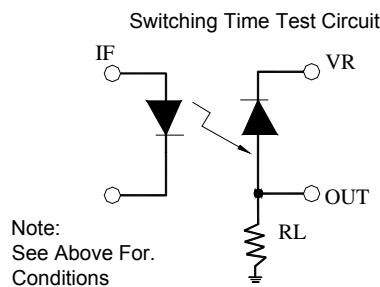 Switching Time Test Circuit
IF
VR
OUT
RL
Note:
See Above For.
Conditions